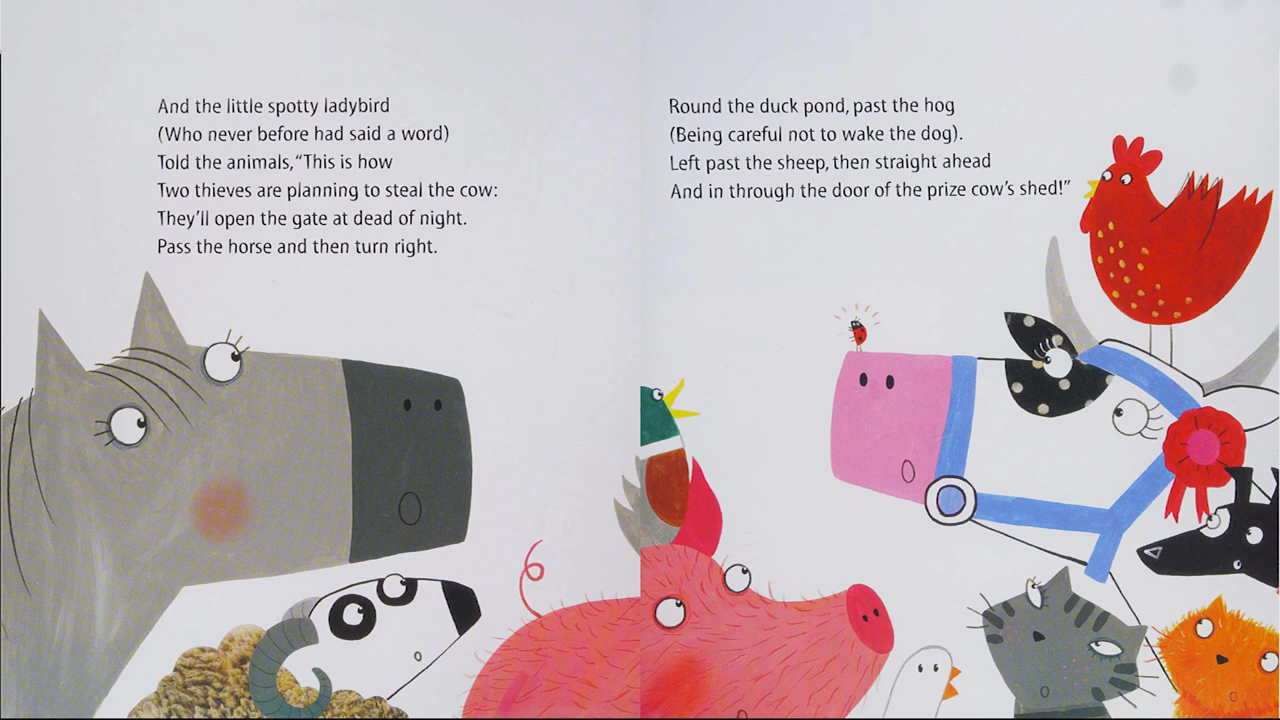 And the little spotty ladybird
(Who never before had said a word)
Told the animals, “This is how
Two thieves are planning to steal the cow:
They’ll open the gate at dead of night.
Pass the horse and then turn right.
Round the duck pond, past the hog
(Being careful not to wake the dog).
Left past the sheep, then straight ahead
And in through the door of the prize cow’s shed!”